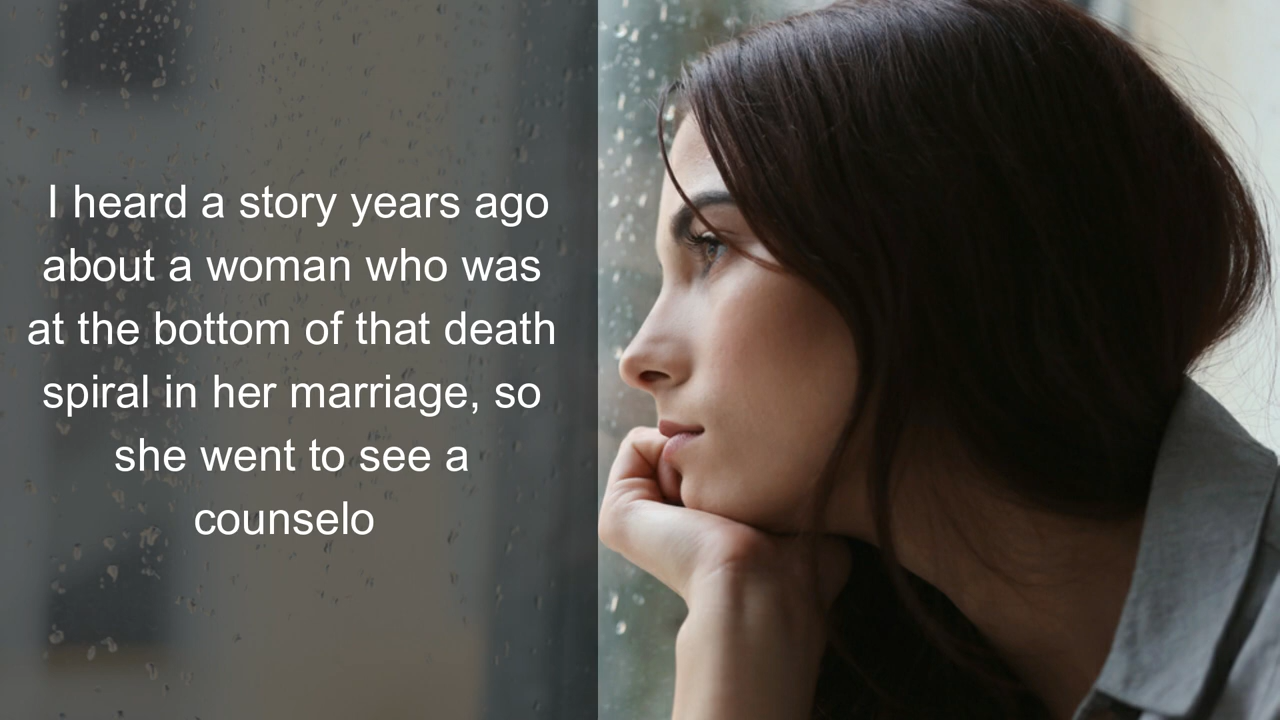 I heard a story years ago
about a woman who was
at the bottom of that death
spiral in her marriage, so
she went to see a
counselo